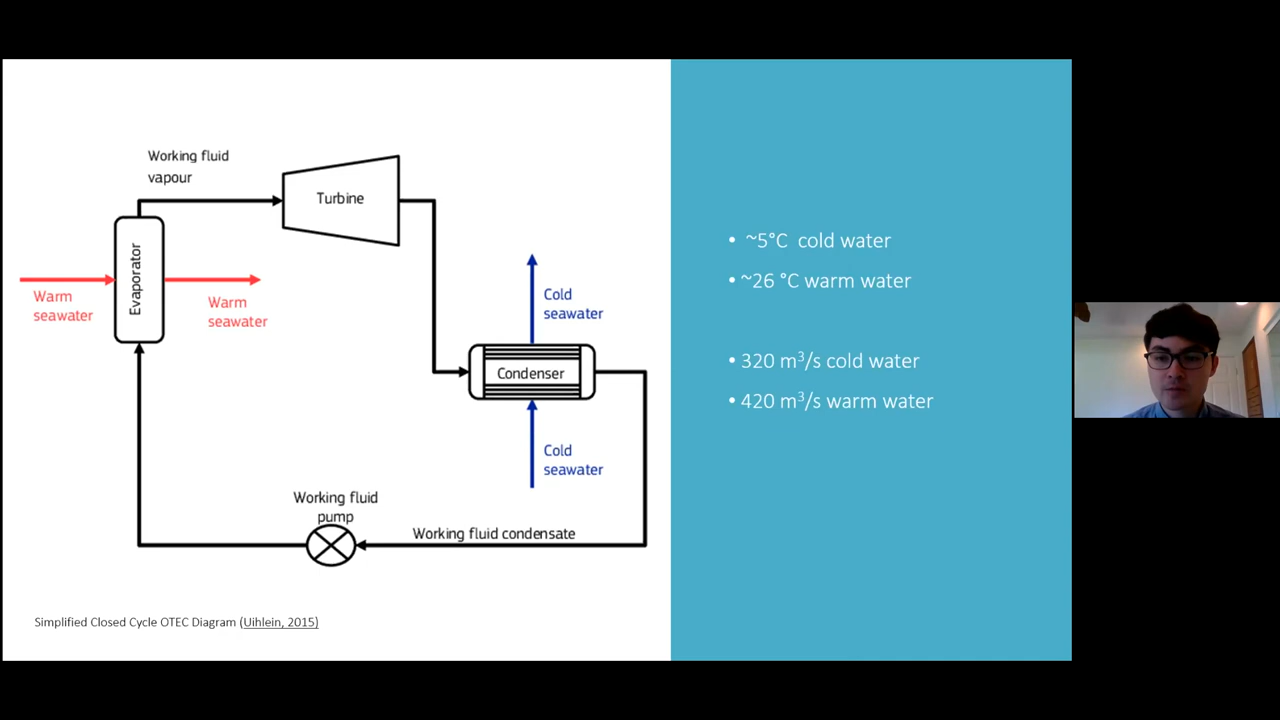 Working fluid
vapour
Turbine
Evaporator
Warm
seawater
Warm
seawater
Cold
seawater
Condenser
Cold
seawater
Working fluid
pump
Working fluid condensate
Simplified Closed Cycle OTEC Diagram (Uihlein, 2015)
• ~5°C  cold water
• ~26 °C warm water
• 320 m³/s cold water
• 420 m³/s warm water